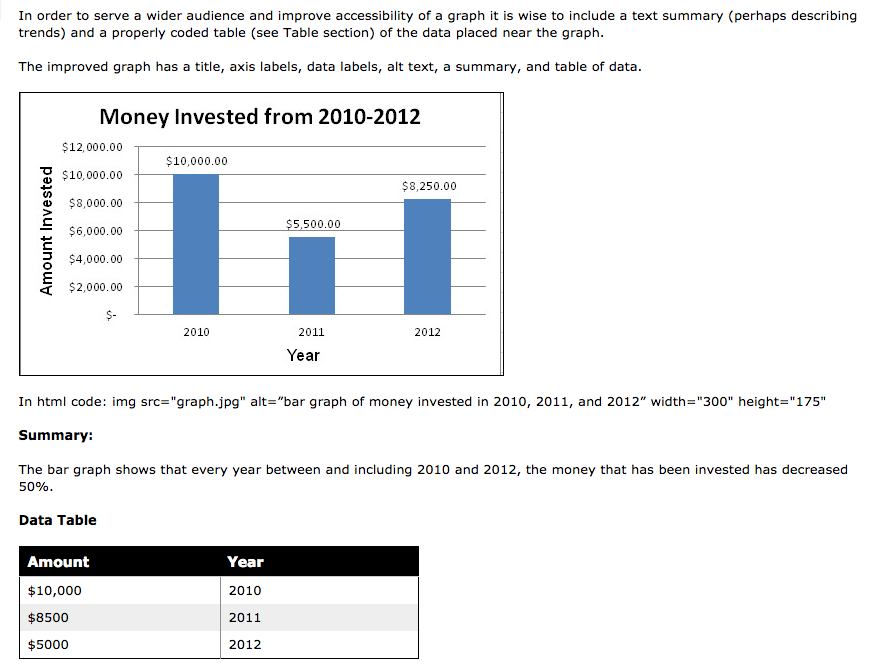 In order to serve a wider audience and improve accessibility of a graph it is wise to include a text summary (perhaps describing
trends) and a properly coded table (see Table section) of the data placed near the graph.
The improved graph has a title, axis labels, data labels, alt text, a summary, and table of data.
Money Invested from 2010-2012
Amount Invested
$12,000.00
$10,000.00
$8,000.00
$6,000.00
$4,000.00
$2,000.00
$-
$10,000.00
$5,500.00
$8,250.00
2010 2011 2012
Year
In html code: img src="graph.jpg" alt="bar graph of money invested in 2010, 2011, and 2012” width="300" height="175"
Summary:
The bar graph shows that every year between and including 2010 and 2012, the money that has been invested has decreased
50%.
Data Table
Amount Year
$10,000 2010
$8500 2011
$5000 2012